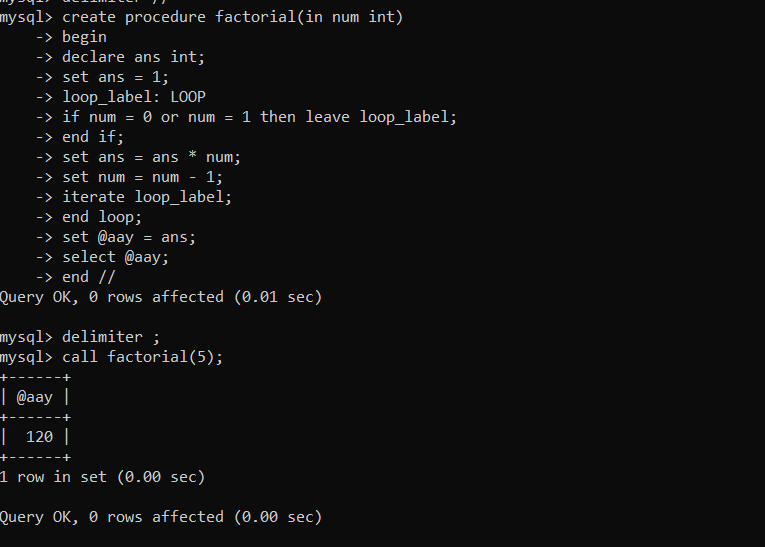 mysql> delimiter //
mysql> create procedure factorial(in num int)
    -> begin
    -> declare ans int;
    -> set ans = 1;
    -> loop_label: LOOP
    -> if num = 0 or num = 1 then leave loop_label;
    -> end if;
    -> set ans = ans * num;
    -> set num = num - 1;
    -> iterate loop_label;
    -> end loop;
    -> set @aay = ans;
    -> select @aay;
    -> end //
Query OK, 0 rows affected (0.01 sec)

mysql> delimiter ;
mysql> call factorial(5);
+------+
| @aay |
+------+
|  120 |
+------+
1 row in set (0.00 sec)

Query OK, 0 rows affected (0.00 sec)